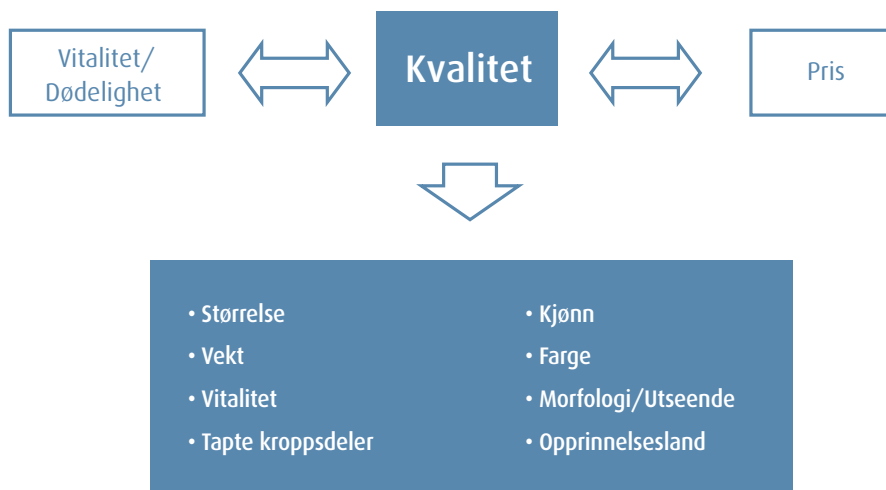 Vitalitet/
Dødelighet
Kvalitet
Pris
• Størrelse
• Vekt
• Vitalitet
• Tapte kroppsdeler
• Kjønn
• Farge
• Morfologi/Utseende
• Opprinnelsesland